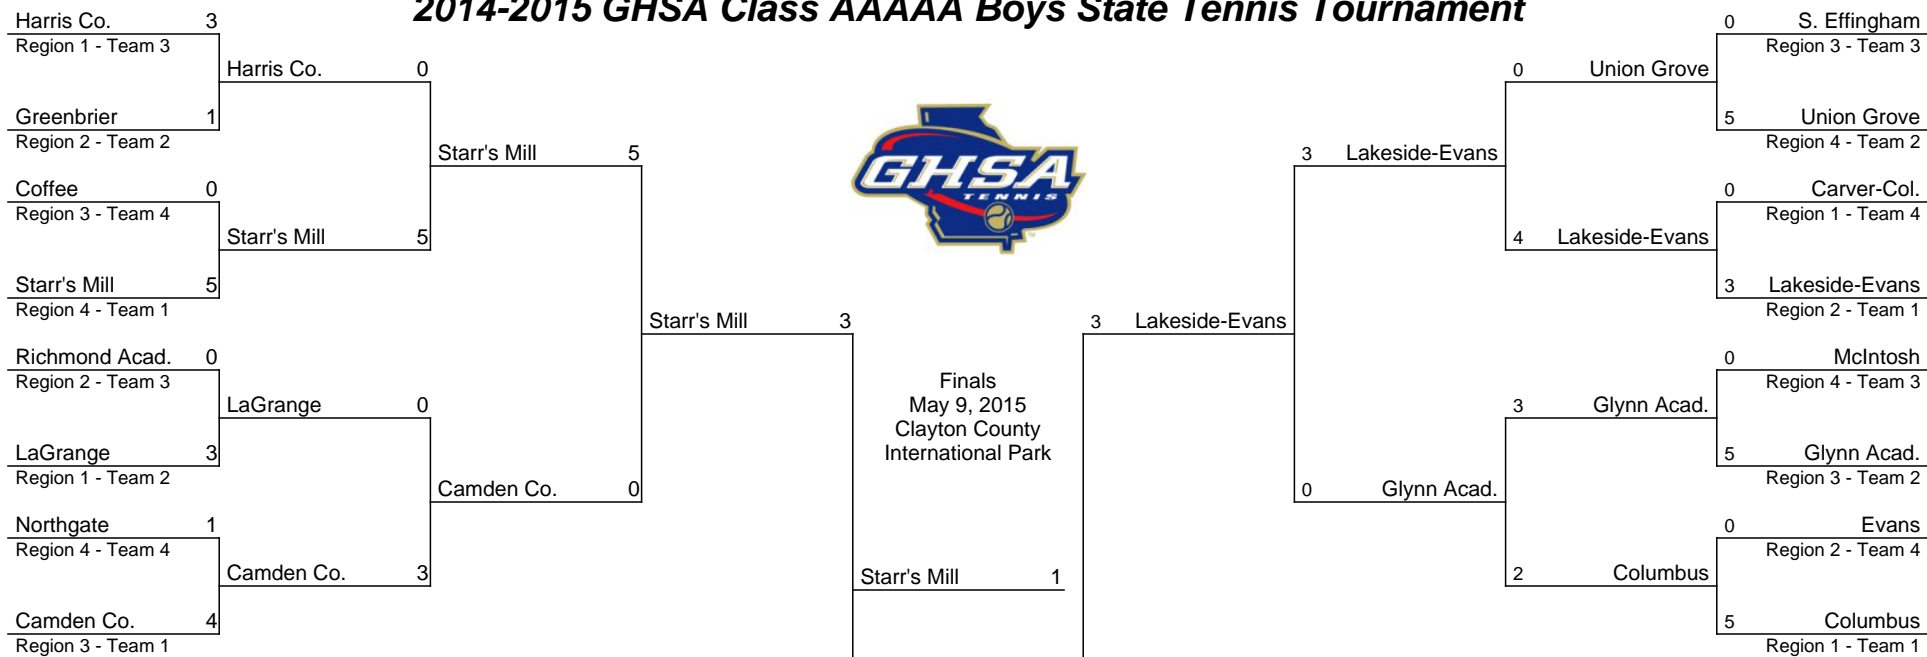 2014-2015 GHSA Class AAAAA Boys State Tennis Tournament
Harris Co. 3
Region 1 - Team 3
Greenbrier 1
Region 2 - Team 2
Coffee 0
Region 3 - Team 4
Starr's Mill 5
Region 4 - Team 1
Richmond Acad. 0
Region 2 - Team 3
LaGrange 3
Region 1 - Team 2
Northgate 1
Region 4 - Team 4
Camden Co. 4
Region 3 - Team 1
Harris Co. 0
Starr's Mill 5
LaGrange 0
Camden Co. 3
Starr's Mill 5
Camden Co. 0
Starr's Mill 3
Starr's Mill 1
GHSA
TENNIS
Finals
May 9, 2015
Clayton County
International Park
3 Lakeside-Evans
3 Lakeside-Evans
0 Glynn Acad.
0 Union Grove
4 Lakeside-Evans
3 Glynn Acad.
2 Columbus
0 S. Effingham
Region 3 - Team 3
5 Union Grove
Region 4 - Team 2
0 Carver-Col.
Region 1 - Team 4
3 Lakeside-Evans
Region 2 - Team 1
0 McIntosh
Region 4 - Team 3
5 Glynn Acad.
Region 3 - Team 2
0 Evans
Region 2 - Team 4
5 Columbus
Region 1 - Team 1